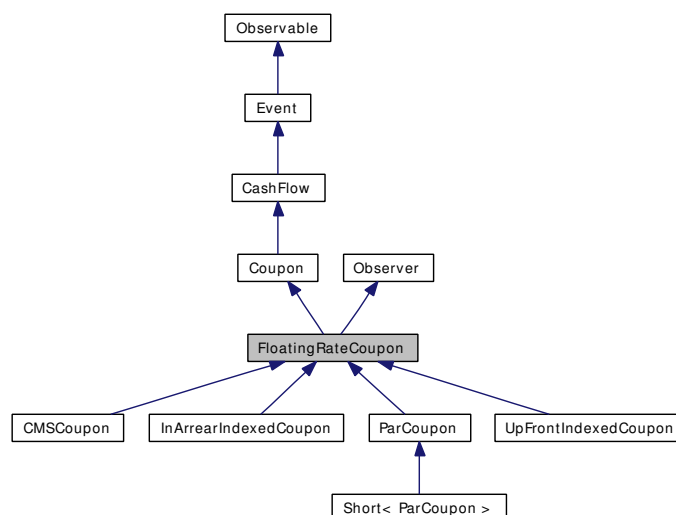 Observable
Event
CashFlow
Coupon
Observer
FloatingRateCoupon
CMSCoupon
InArrearIndexedCoupon
ParCoupon
UpFrontIndexedCoupon
Short< ParCoupon >